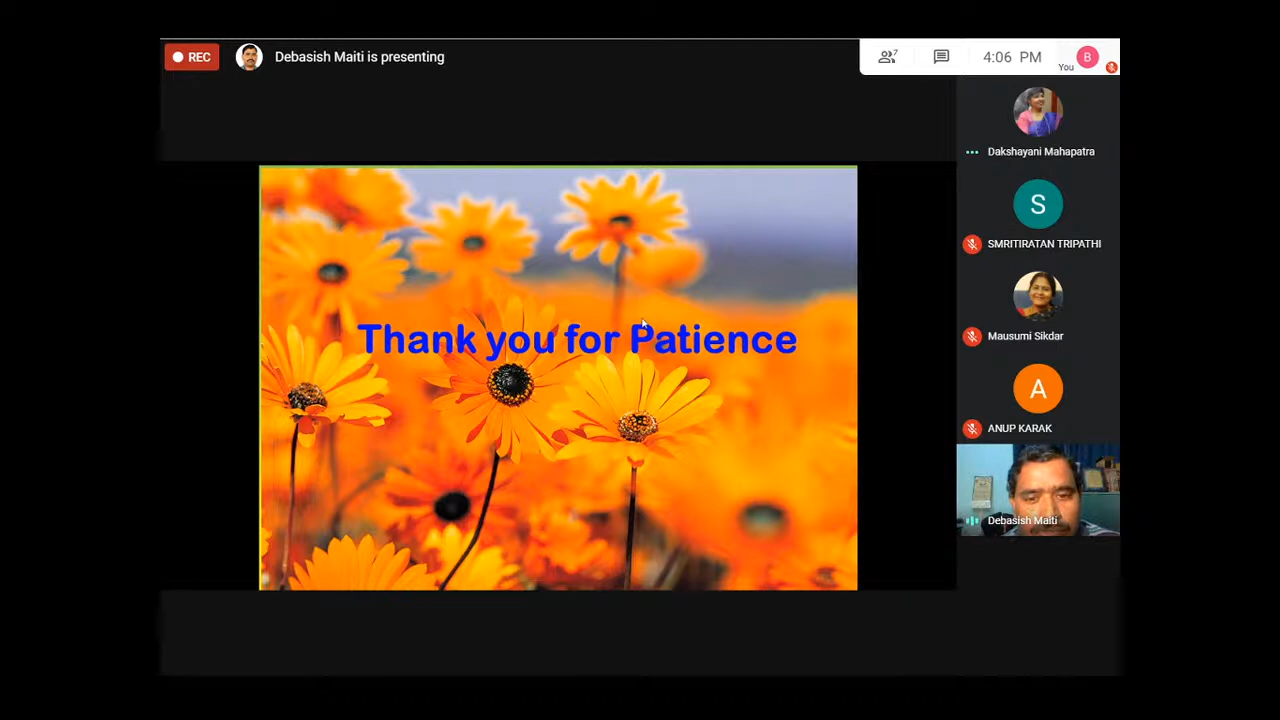 REC
Debasish Maiti is presenting
7
4:06 PM
You
B
Dakshayani Mahapatra
S
SMRITIRATAN TRIPATHI
Mausumi Sikdar
A
ANUP KARAK
Debasish Maiti
Thank you for Patience